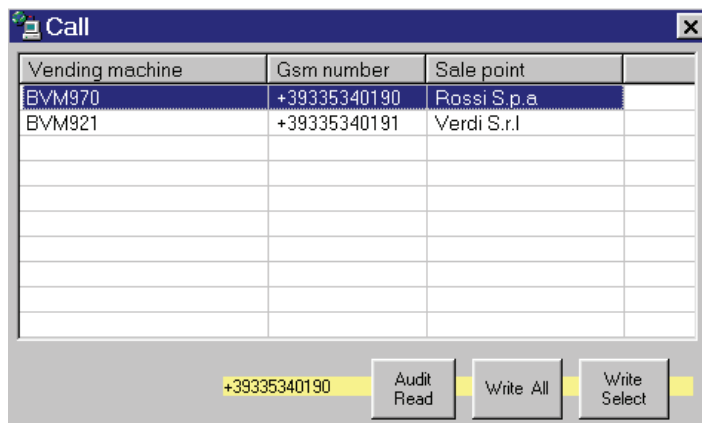 Call
Vending machine Gsm number Sale point
BVM970 +39335340190 Rossi S.p.a
BVM921 +39335340191 Verdi S.r.l
+39335340190 Audit Read Write All Write Select